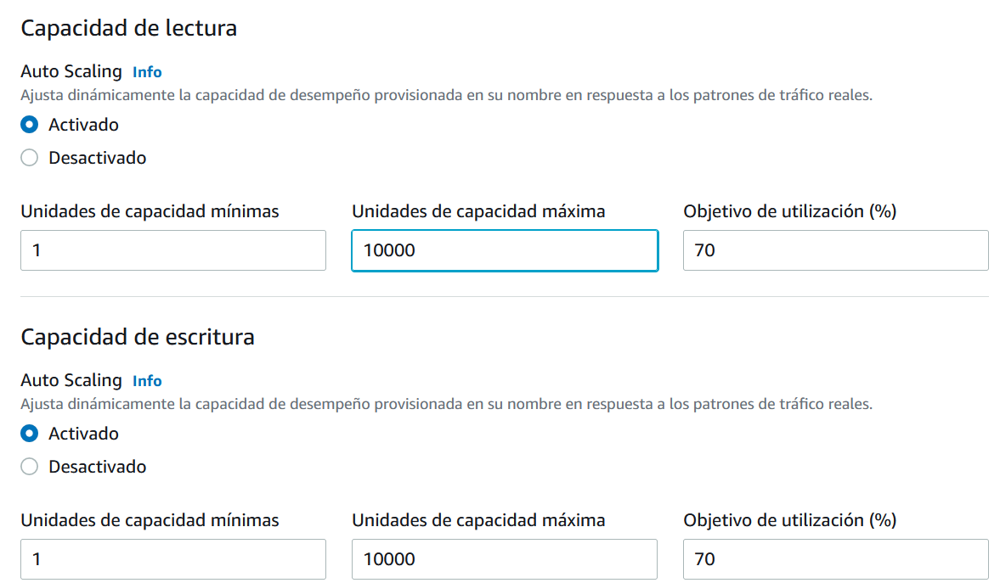 Capacidad de lectura
Auto Scaling Info
Ajusta dinámicamente la capacidad de desempeño provisionada en su nombre en respuesta a los patrones de tráfico reales.
Activado
Desactivado
Unidades de capacidad mínimas Unidades de capacidad máxima Objetivo de utilización (%)
1 10000 70
Capacidad de escritura
Auto Scaling Info
Ajusta dinámicamente la capacidad de desempeño provisionada en su nombre en respuesta a los patrones de tráfico reales.
Activado
Desactivado
Unidades de capacidad mínimas Unidades de capacidad máxima Objetivo de utilización (%)
1 10000 70